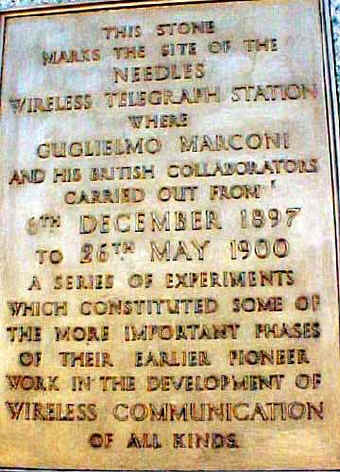 THIS STONE
MARKS THE SITE OF THE
NEEDLES
WIRELESS TELEGRAPH STATION
WHERE
GUGLIELMO MARCONI
AND HIS BRITISH COLLABORATORS
CARRIED OUT FROM
6TH DECEMBER 1897
TO 26TH MAY 1900
A SERIES OF EXPERIMENTS
WHICH CONSTITUTED SOME OF
THE MORE IMPORTANT PHASES
OF THEIR EARLIER PIONEER
WORK IN THE DEVELOPMENT OF
WIRELESS COMMUNICATION
OF ALL KINDS.